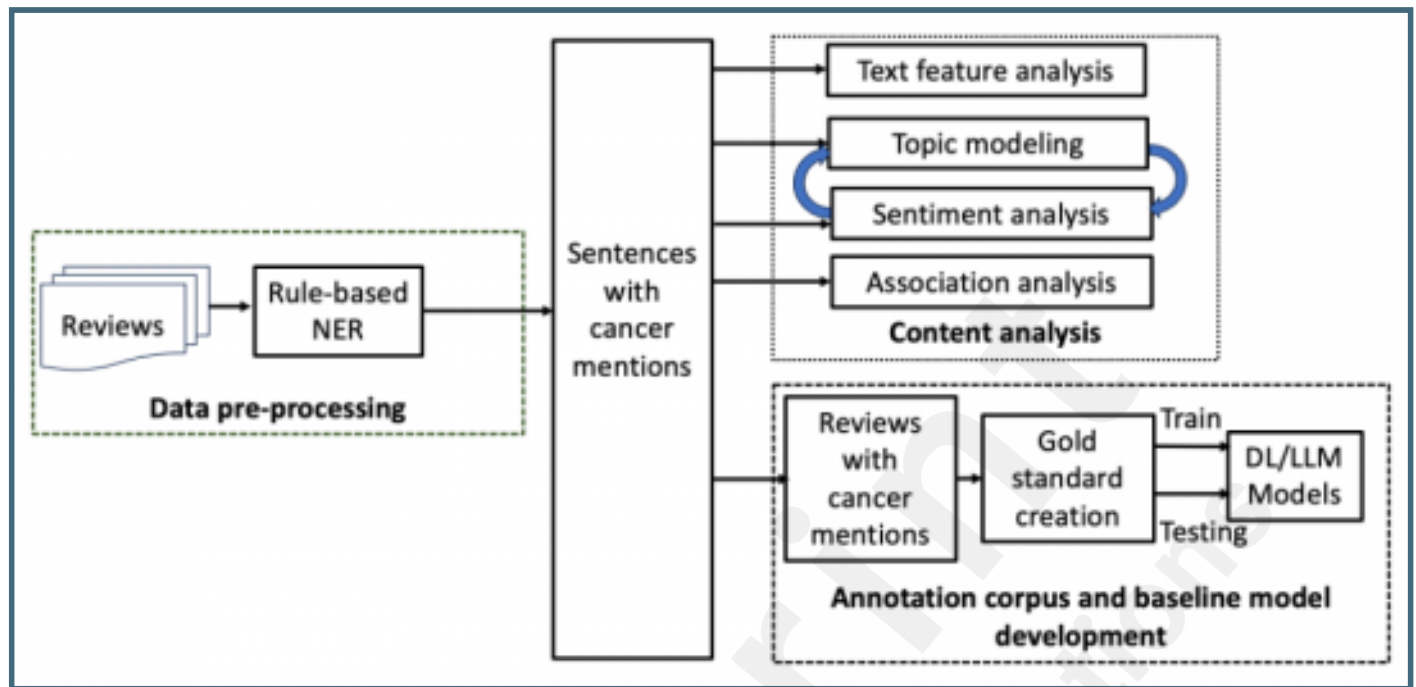 Reviews
Rule-based
NER
Data pre-processing
Sentences
with
cancer
mentions
Text feature analysis
Topic modeling
Sentiment analysis
Association analysis
Content analysis
Reviews
with
cancer
mentions
Gold
standard
creation
Train
Testing
DL/LLM
Models
Annotation corpus and baseline model
development